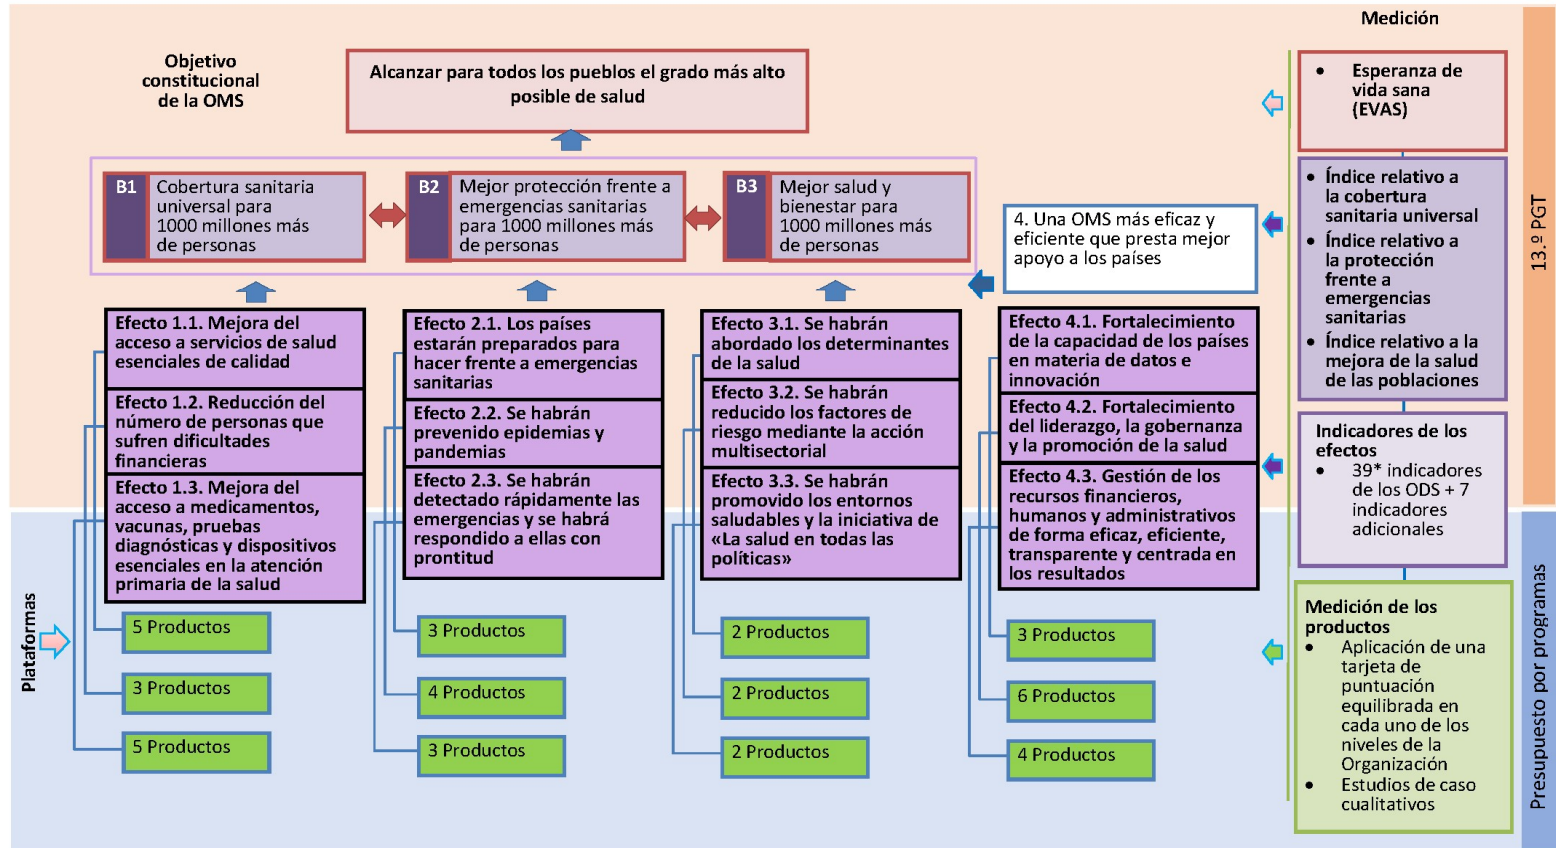 Medición
Objetivo
constitucional
de la OMS
Alcanzar para todos los pueblos el grado más alto
posible de salud
• Esperanza de
vida sana
(EVAS)
B1
Cobertura sanitaria
universal para
1000 millones más
de personas
B2
Mejor protección frente a
emergencias sanitarias
para 1000 millones más
de personas
B3
Mejor salud y
bienestar para
1000 millones más
de personas
4. Una OMS más eficaz y
eficiente que presta mejor
apoyo a los países
• Índice relativo a
la cobertura
sanitaria universal
• Índice relativo a
la protección
frente a
emergencias
sanitarias
• Índice relativo a la
mejora de la salud
de las poblaciones
13.º PGT
Efecto 1.1. Mejora del
acceso a servicios de salud
esenciales de calidad
Efecto 1.2. Reducción del
número de personas que
sufren dificultades
financieras
Efecto 1.3. Mejora del
acceso a medicamentos,
vacunas, pruebas
diagnósticas y dispositivos
esenciales en la atención
primaria de la salud
Efecto 2.1. Los países
estarán preparados para
hacer frente a emergencias
sanitarias
Efecto 2.2. Se habrán
prevenido epidemias y
pandemias
Efecto 2.3. Se habrán
detectado rápidamente las
emergencias y se habrá
respondido a ellas con
prontitud
Efecto 3.1. Se habrán
abordado los determinantes
de la salud
Efecto 3.2. Se habrán
reducido los factores de
riesgo mediante la acción
multisectorial
Efecto 3.3. Se habrán
promovido los entornos
saludables y la iniciativa de
«La salud en todas las
políticas»
Efecto 4.1. Fortalecimiento
de la capacidad de los países
en materia de datos e
innovación
Efecto 4.2. Fortalecimiento
del liderazgo, la gobernanza
y la promoción de la salud
Efecto 4.3. Gestión de los
recursos financieros,
humanos y administrativos
de forma eficaz, eficiente,
transparente y centrada en
los resultados
Indicadores de los
efectos
• 39* indicadores
de los ODS + 7
indicadores
adicionales
Plataformas
5 Productos
3 Productos
5 Productos
3 Productos
4 Productos
3 Productos
2 Productos
2 Productos
2 Productos
3 Productos
6 Productos
4 Productos
Medición de los
productos
• Aplicación de una
tarjeta de
puntuación
equilibrada en
cada uno de los
niveles de la
Organización
• Estudios de caso
cualitativos
Presupuesto por programas